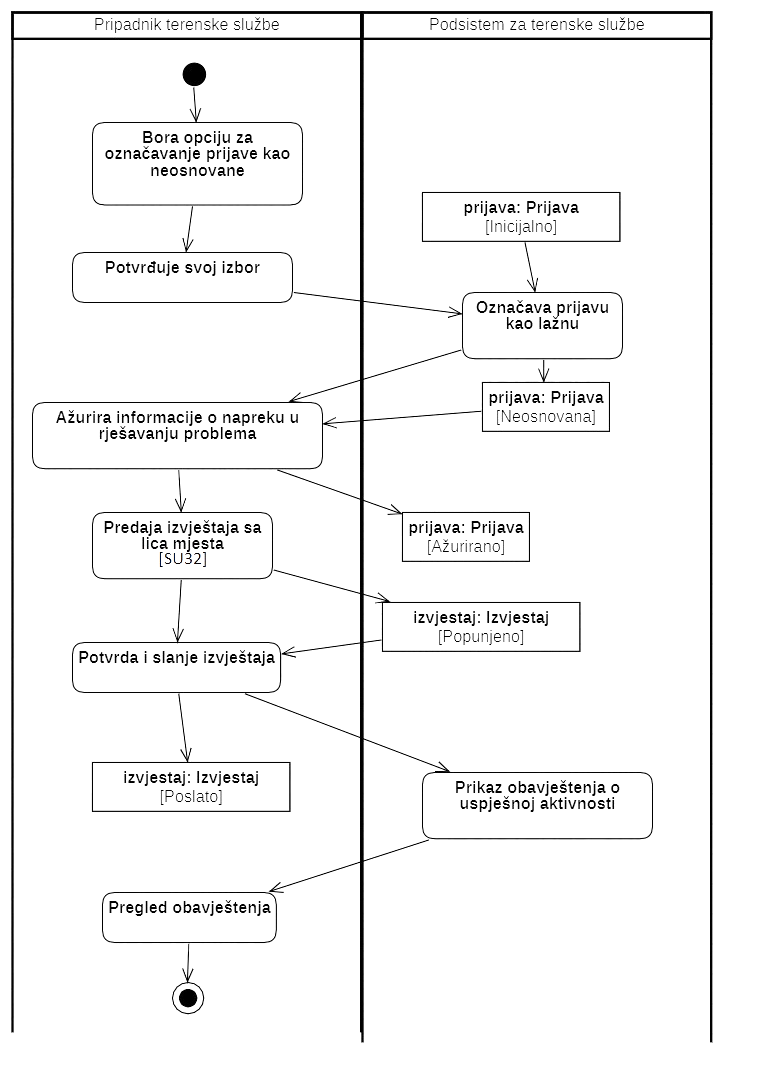 Pripadnik terenske službe
Podsistem za terenske službe
Bora opciju za
označavanje prijave kao
neosnovane
prijava: Prijava
[Inicijalno]
Potvrđuje svoj izbor
Označava prijavu
kao lažnu
prijava: Prijava
[Neosnovana]
Ažurira informacije o napreku u
rješavanju problema
Predaja izvještaja sa
lica mjesta
[SU32]
prijava: Prijava
[Ažurirano]
izvjestaj: Izvjestaj
[Popunjeno]
Potvrda i slanje izvještaja
izvjestaj: Izvjestaj
[Poslato]
Prikaz obavještenja o
uspješnoj aktivnosti
Pregled obavještenja